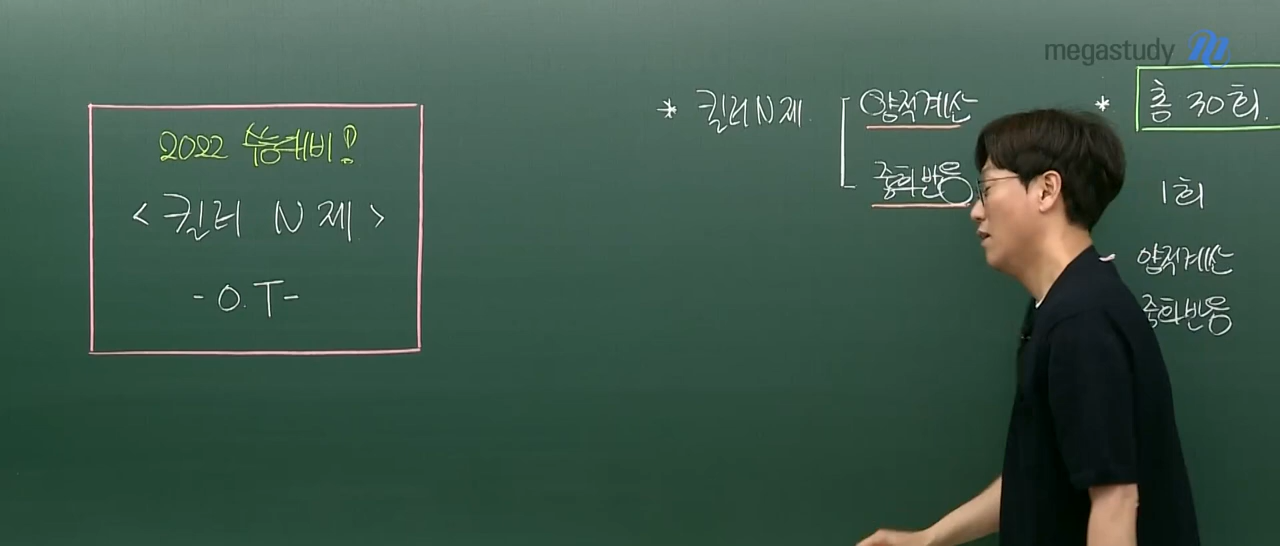 megastudy
2022 수능대비!
<킬러 N제>
-O.T-
* 킬러 N제.
양적계산
중화반응
* 총 30회.
1회
양적계산
중화반응